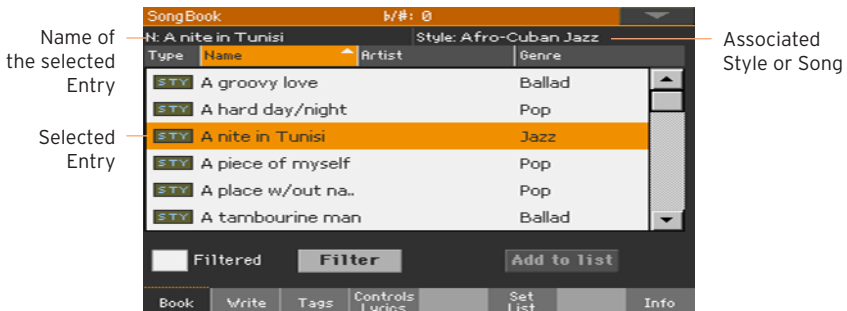 SongBook ♭/#: 0
N: A nite in Tunisi Style: Afro-Cuban Jazz
Type Name Artist Genre
STY A groovy love Ballad
STY A hard day/night Pop
STY A nite in Tunisi Jazz
STY A piece of myself Pop
STY A place w/out na.. Pop
STY A tambourine man Ballad
Filtered Filter Add to list
Book Write Tags Controls Lyrics Set List Info
Name of
the selected
Entry
Selected
Entry
Associated
Style or Song